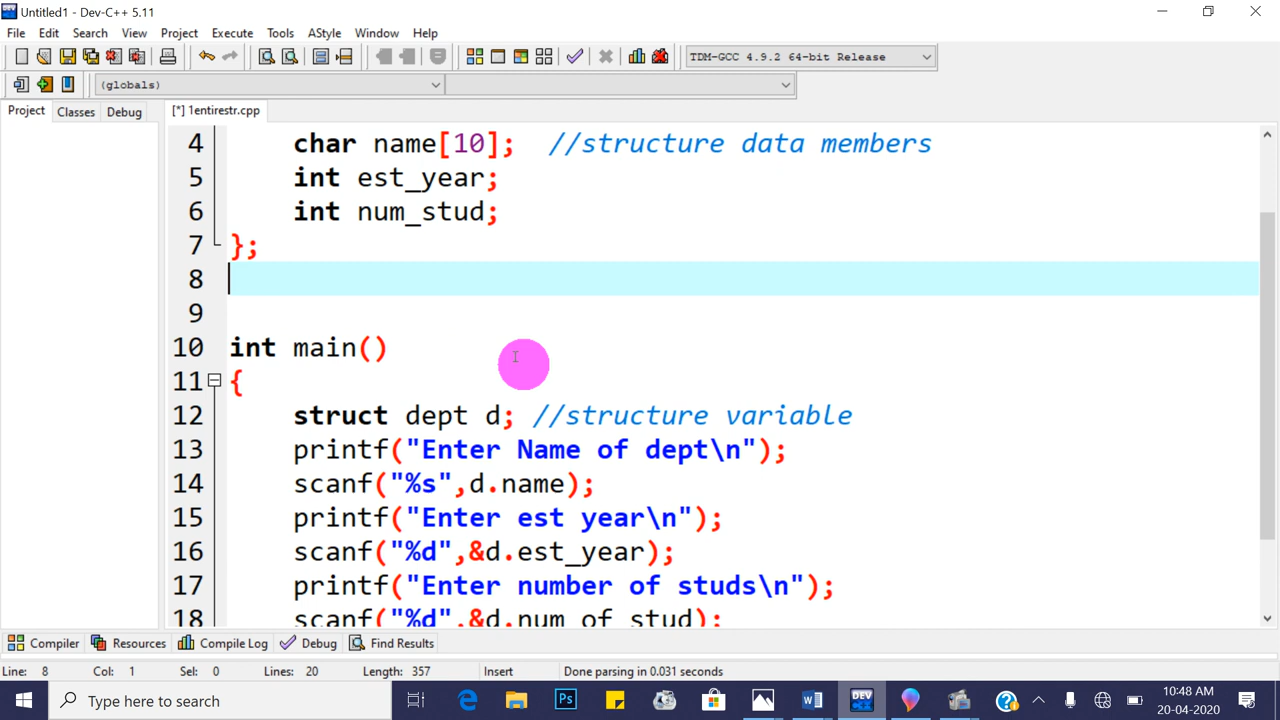 Untitled1 - Dev-C++ 5.11
File Edit Search View Project Execute Tools AStyle Window Help
TDM-GCC 4.9.2 64-bit Release
(globals)
Project Classes Debug
[*] 1entirestr.cpp
4 char name[10]; //structure data members
5 int est_year;
6 int num_stud;
7 };
8
9
10 int main()
11 {
12 struct dept d; //structure variable
13 printf("Enter Name of dept\n");
14 scanf("%s",d.name);
15 printf("Enter est year\n");
16 scanf("%d",&d.est_year);
17 printf("Enter number of studs\n");
18 scanf("%d",&d.num_of_stud);
Compiler Resources Compile Log Debug Find Results
Line: 8 Col: 1 Sel: 0 Lines: 20 Length: 357 Insert Done parsing in 0.031 seconds
Type here to search
Ps
DEV
10:48 AM
20-04-2020